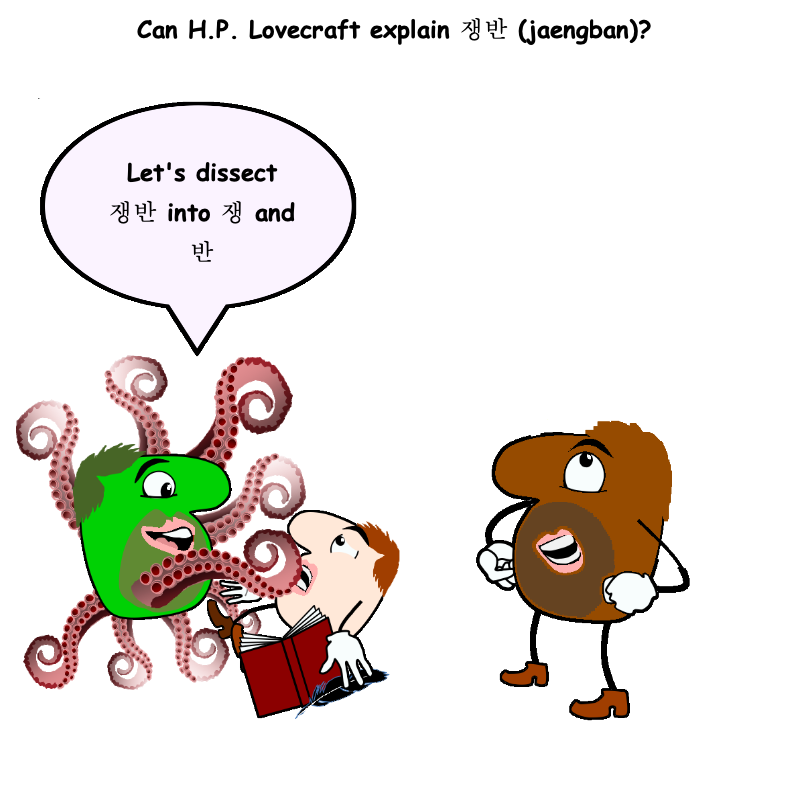 Can H.P. Lovecraft explain 쟁반 (jaengban)?
Let's dissect
쟁반 into 쟁 and
반